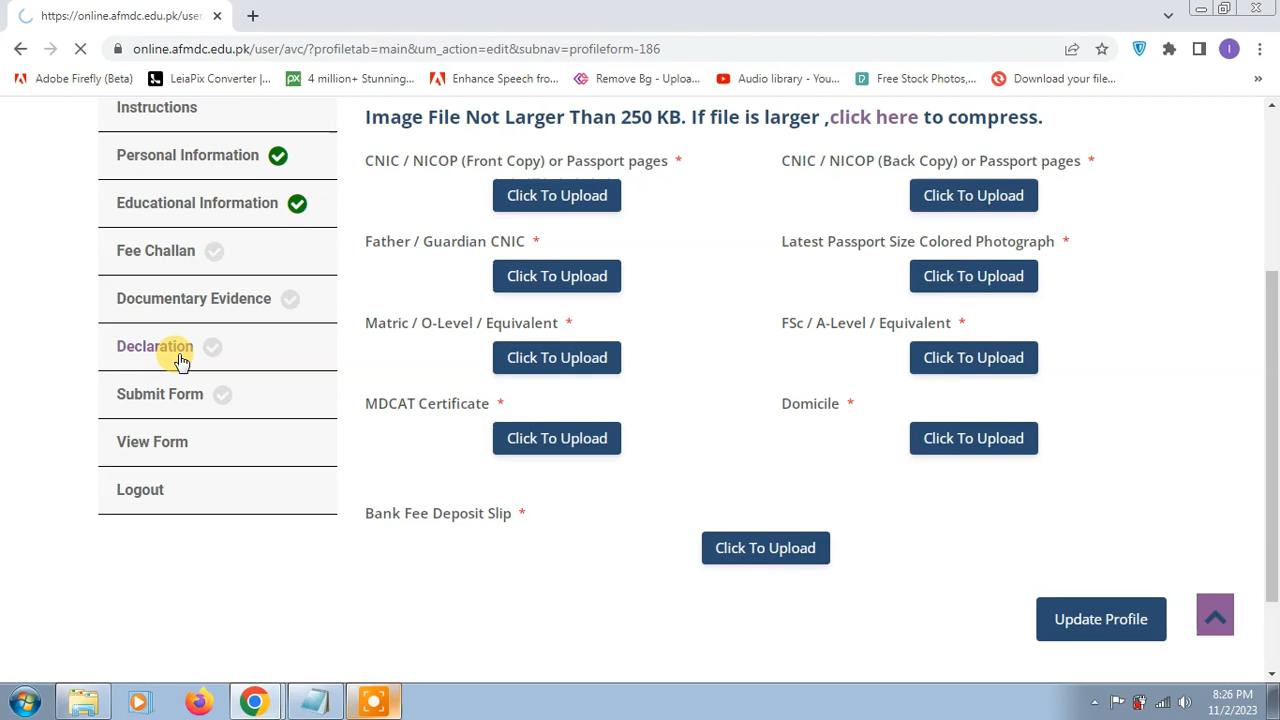 https://online.afmdc.edu.pk/user
online.afmdc.edu.pk/user/avc/?profiletab=main&um_action=edit&subnav=profileform-186
Adobe Firefly (Beta)
LeiaPix Converter |...
4 million+ Stunning...
Enhance Speech fro...
Remove Bg - Uploa...
Audio library - You...
Free Stock Photos,...
Download your file...
Instructions
Personal Information
Educational Information
Fee Challan
Documentary Evidence
Declaration
Submit Form
View Form
Logout
Image File Not Larger Than 250 KB. If file is larger ,click here to compress.
CNIC / NICOP (Front Copy) or Passport pages *
Click To Upload
CNIC / NICOP (Back Copy) or Passport pages *
Click To Upload
Father / Guardian CNIC *
Click To Upload
Latest Passport Size Colored Photograph *
Click To Upload
Matric / O-Level / Equivalent *
Click To Upload
FSc / A-Level / Equivalent *
Click To Upload
MDCAT Certificate *
Click To Upload
Domicile *
Click To Upload
Bank Fee Deposit Slip *
Click To Upload
Update Profile
8:26 PM
11/2/2023